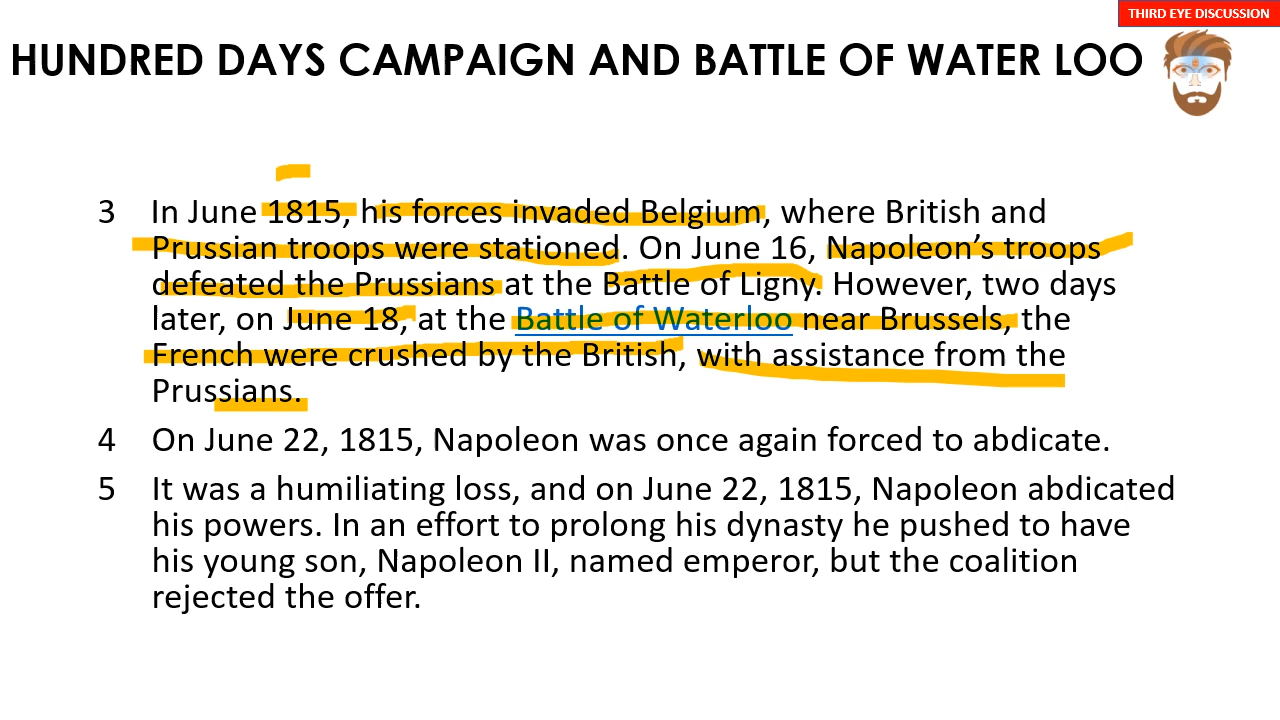 THIRD EYE DISCUSSION
HUNDRED DAYS CAMPAIGN AND BATTLE OF WATER LOO
3 In June 1815, his forces invaded Belgium, where British and
Prussian troops were stationed. On June 16, Napoleon’s troops
defeated the Prussians at the Battle of Ligny. However, two days
later, on June 18, at the Battle of Waterloo near Brussels, the
French were crushed by the British, with assistance from the
Prussians.
4 On June 22, 1815, Napoleon was once again forced to abdicate.
5 It was a humiliating loss, and on June 22, 1815, Napoleon abdicated
his powers. In an effort to prolong his dynasty he pushed to have
his young son, Napoleon II, named emperor, but the coalition
rejected the offer.